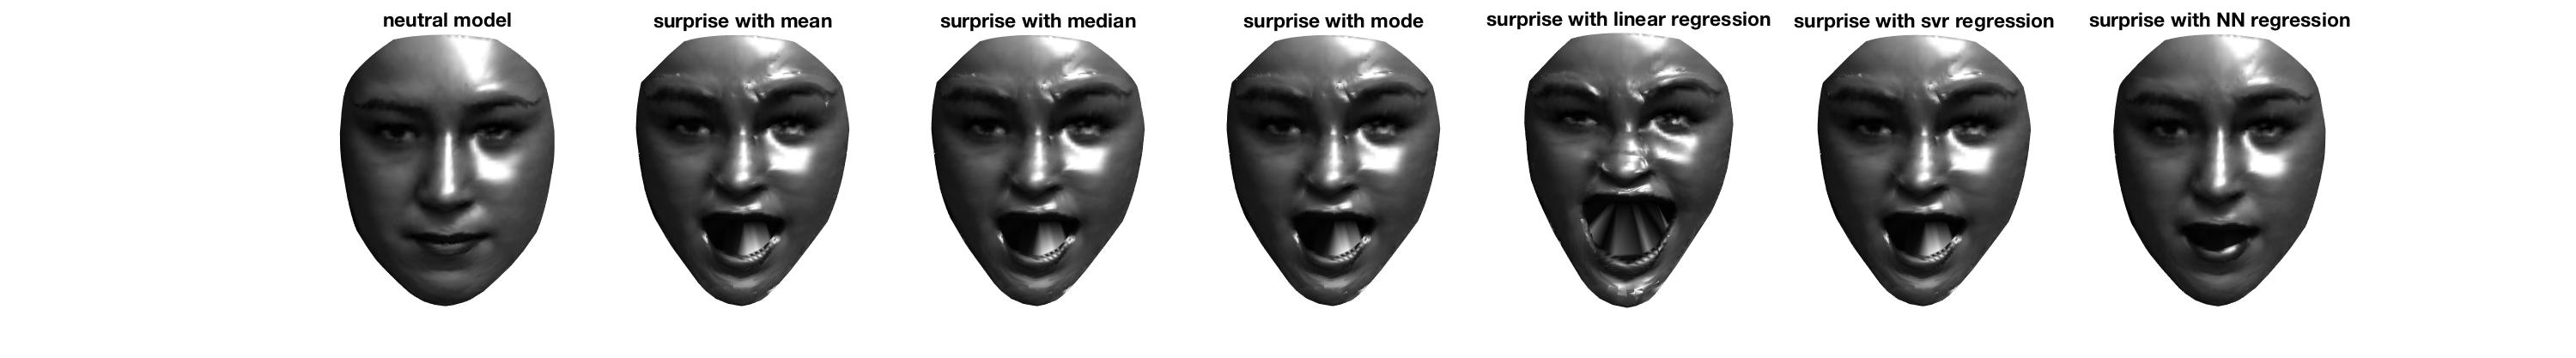 neutral model
surprise with mean
surprise with median
surprise with mode
surprise with linear regression
surprise with svr regression
surprise with NN regression